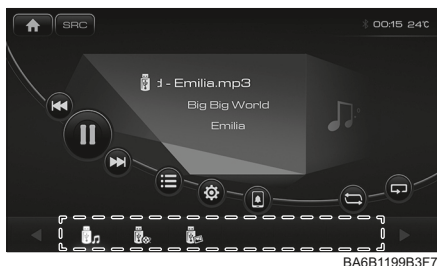 SRC
00:15 24℃
d - Emilia.mp3
Big Big World
Emilia
BA6B1199B3F7